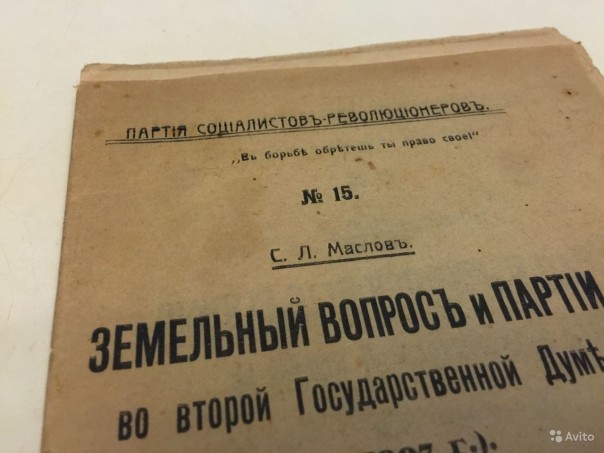 ПАРТІЯ СОЦІАЛИСТОВЪ-РЕВОЛЮЦІОНЕРОВЪ.
„Въ борьбѣ обрѣтешь ты право свое!"
№ 15.
С. Л. Масловъ.
ЗЕМЕЛЬНЫЙ ВОПРОСЪ и ПАРТІИ
во второй Государственной Думѣ
г.).
Avito